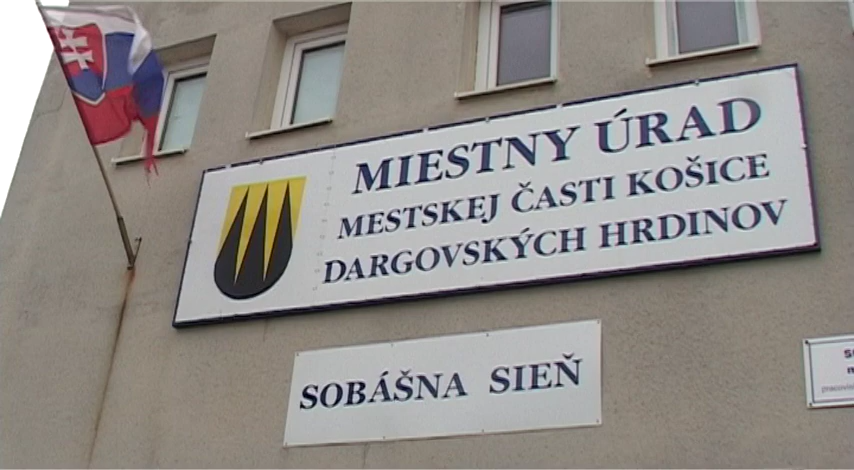 MIESTNY ÚRAD
MESTSKEJ ČASTI KOŠICE
DARGOVSKÝCH HRDINOV
SOBÁŠNA SIEŇ